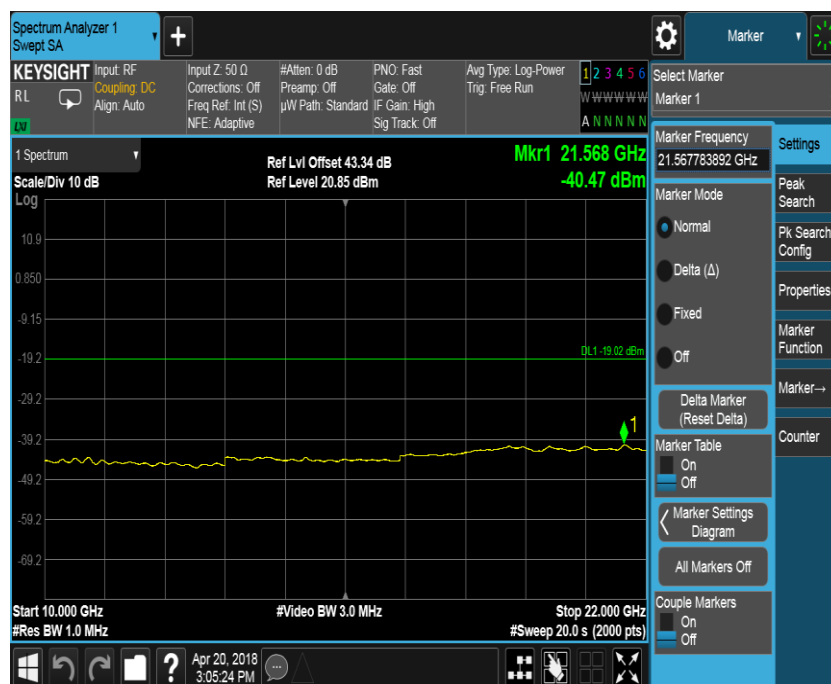 Spectrum Analyzer 1
Swept SA
Marker
KEYSIGHT
RL
LXI
Input: RF
Coupling: DC
Align: Auto
Input Z: 50 Ω
Corrections: Off
Freq Ref: Int (S)
NFE: Adaptive
#Atten: 0 dB
Preamp: Off
µW Path: Standard
PNO: Fast
Gate: Off
IF Gain: High
Sig Track: Off
Avg Type: Log-Power
Trig: Free Run
1 2 3 4 5 6
W W W W W W
A N N N N N
Select Marker
Marker 1
1 Spectrum
Scale/Div 10 dB
Ref Lvl Offset 43.34 dB
Ref Level 20.85 dBm
Mkr1 21.568 GHz
-40.47 dBm
Log
10.9
0.850
-9.15
-19.2
-29.2
-39.2
-49.2
-59.2
-69.2
DL1 -19.02 dBm
1
Start 10.000 GHz
#Res BW 1.0 MHz
#Video BW 3.0 MHz
Stop 22.000 GHz
#Sweep 20.0 s (2000 pts)
Marker Frequency
21.567783892 GHz
Marker Mode
Normal
Delta (Δ)
Fixed
Off
Delta Marker
(Reset Delta)
Marker Table
On
Off
Marker Settings
Diagram
All Markers Off
Couple Markers
On
Off
Settings
Peak
Search
Pk Search
Config
Properties
Marker
Function
Marker→
Counter
?
Apr 20, 2018
3:05:24 PM